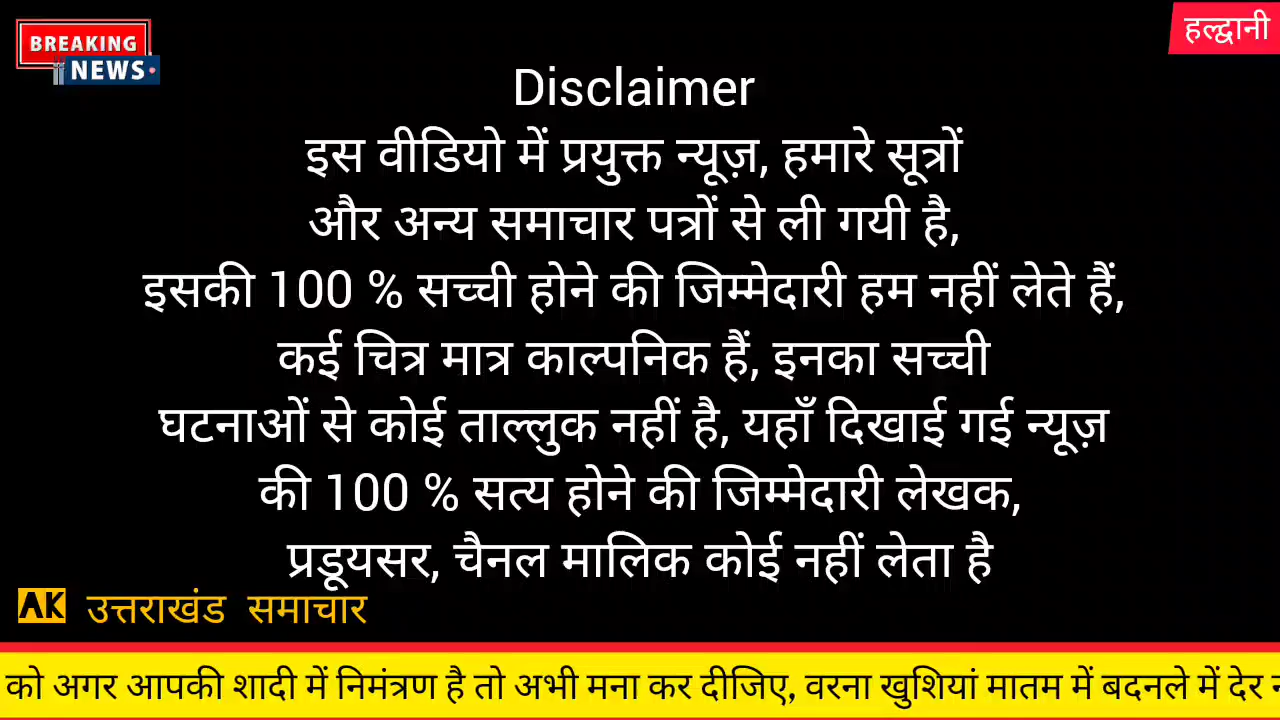 BREAKING
NEWS
हल्द्वानी
Disclaimer
इस वीडियो में प्रयुक्त न्यूज़, हमारे सूत्रों
और अन्य समाचार पत्रों से ली गयी है,
इसकी 100 % सच्ची होने की जिम्मेदारी हम नहीं लेते हैं,
कई चित्र मात्र काल्पनिक हैं, इनका सच्ची
घटनाओं से कोई ताल्लुक नहीं है, यहाँ दिखाई गई न्यूज़
की 100 % सत्य होने की जिम्मेदारी लेखक,
प्रडूयसर, चैनल मालिक कोई नहीं लेता है
AK उत्तराखंड समाचार
को अगर आपकी शादी में निमंत्रण है तो अभी मना कर दीजिए, वरना खुशियां मातम में बदनले में देर